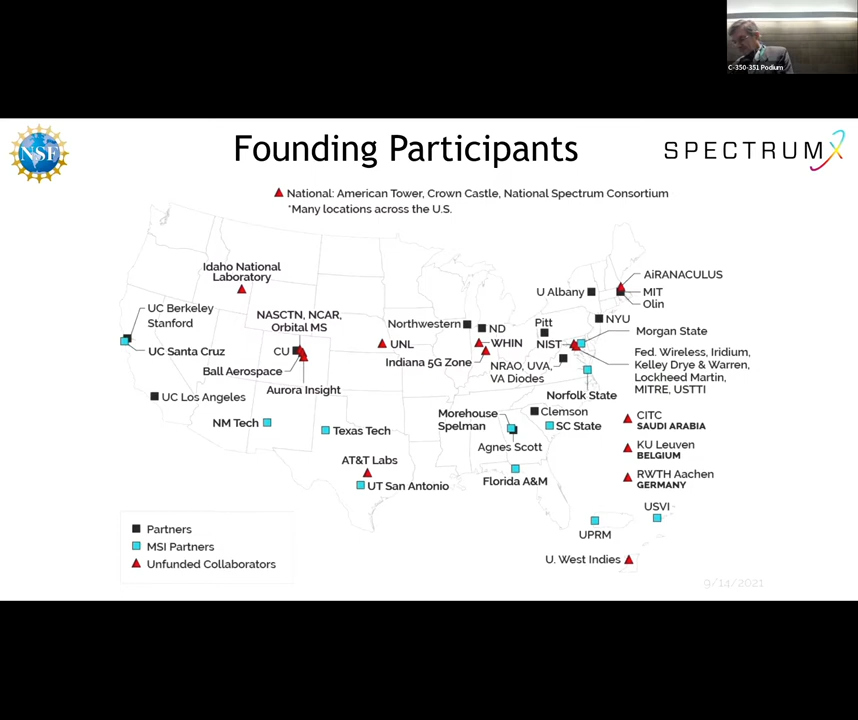 C-350-351 Podium
NSF
Founding Participants
SPECTRUMX
National: American Tower, Crown Castle, National Spectrum Consortium
*Many locations across the U.S.
Idaho National
Laboratory
AiRANACULUS
U Albany
MIT
Olin
UC Berkeley
Stanford
NASCTN, NCAR,
Orbital MS
Northwestern
ND
Pitt
NYU
Morgan State
UC Santa Cruz
CU
UNL
WHIN
NIST
Indiana 5G Zone
Fed. Wireless, Iridium,
Kelley Drye & Warren,
Lockheed Martin,
MITRE, USTTI
Ball Aerospace
NRAO, UVA,
VA Diodes
Aurora Insight
UC Los Angeles
Norfolk State
Morehouse
Spelman
Clemson
CITC
SAUDI ARABIA
NM Tech
Texas Tech
SC State
Agnes Scott
KU Leuven
BELGIUM
AT&T Labs
UT San Antonio
Florida A&M
RWTH Aachen
GERMANY
USVI
UPRM
Partners
MSI Partners
Unfunded Collaborators
U. West Indies
9/14/2021